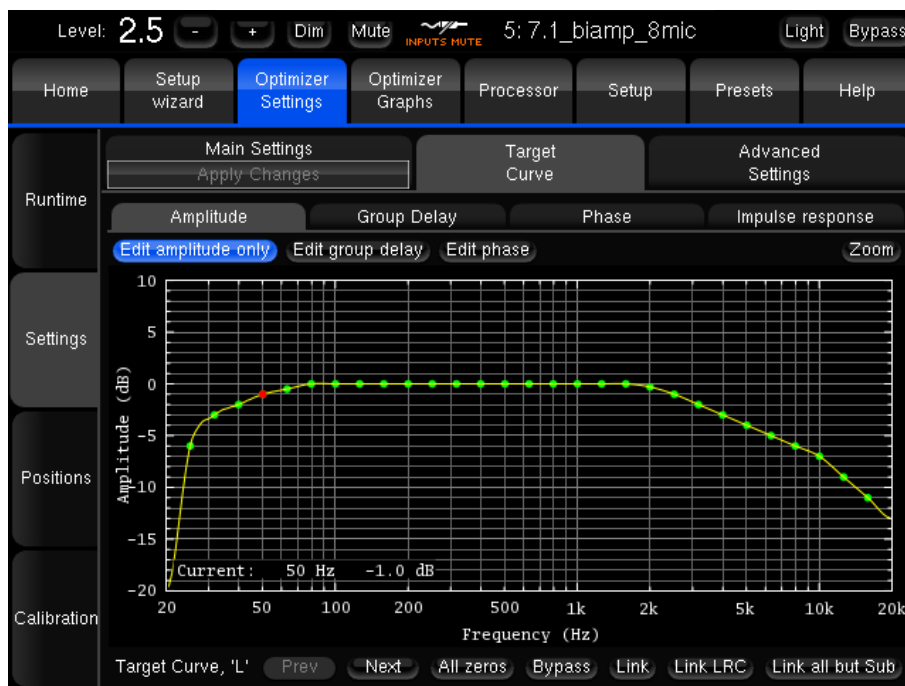 Level: 2.5 - + Dim Mute INPUTS MUTE 5: 7.1_biamp_8mic Light Bypass
Home Setup wizard Optimizer Settings Optimizer Graphs Processor Setup Presets Help
Runtime
Settings
Positions
Calibration
Main Settings
Apply Changes
Target Curve
Advanced Settings
Amplitude Group Delay Phase Impulse response
Edit amplitude only Edit group delay Edit phase Zoom
Amplitude (dB)
10
5
0
-5
-10
-15
-20
Current: 50 Hz -1.0 dB
20 50 100 200 500 1k 2k 5k 10k 20k
Frequency (Hz)
Target Curve, 'L' Prev Next All zeros Bypass Link Link LRC Link all but Sub